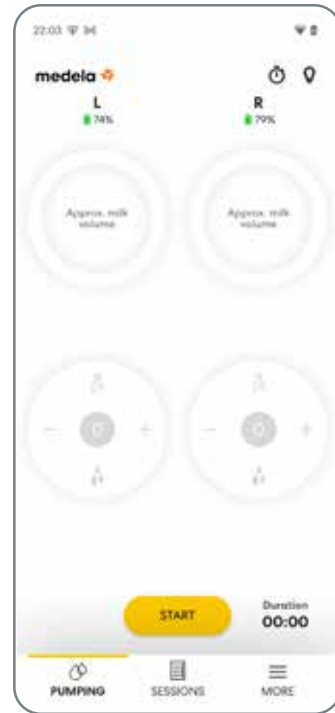 22:03
medela
L
74%
R
79%
Approx. milk
volume
Approx. milk
volume
START
Duration
00:00
PUMPING
SESSIONS
MORE